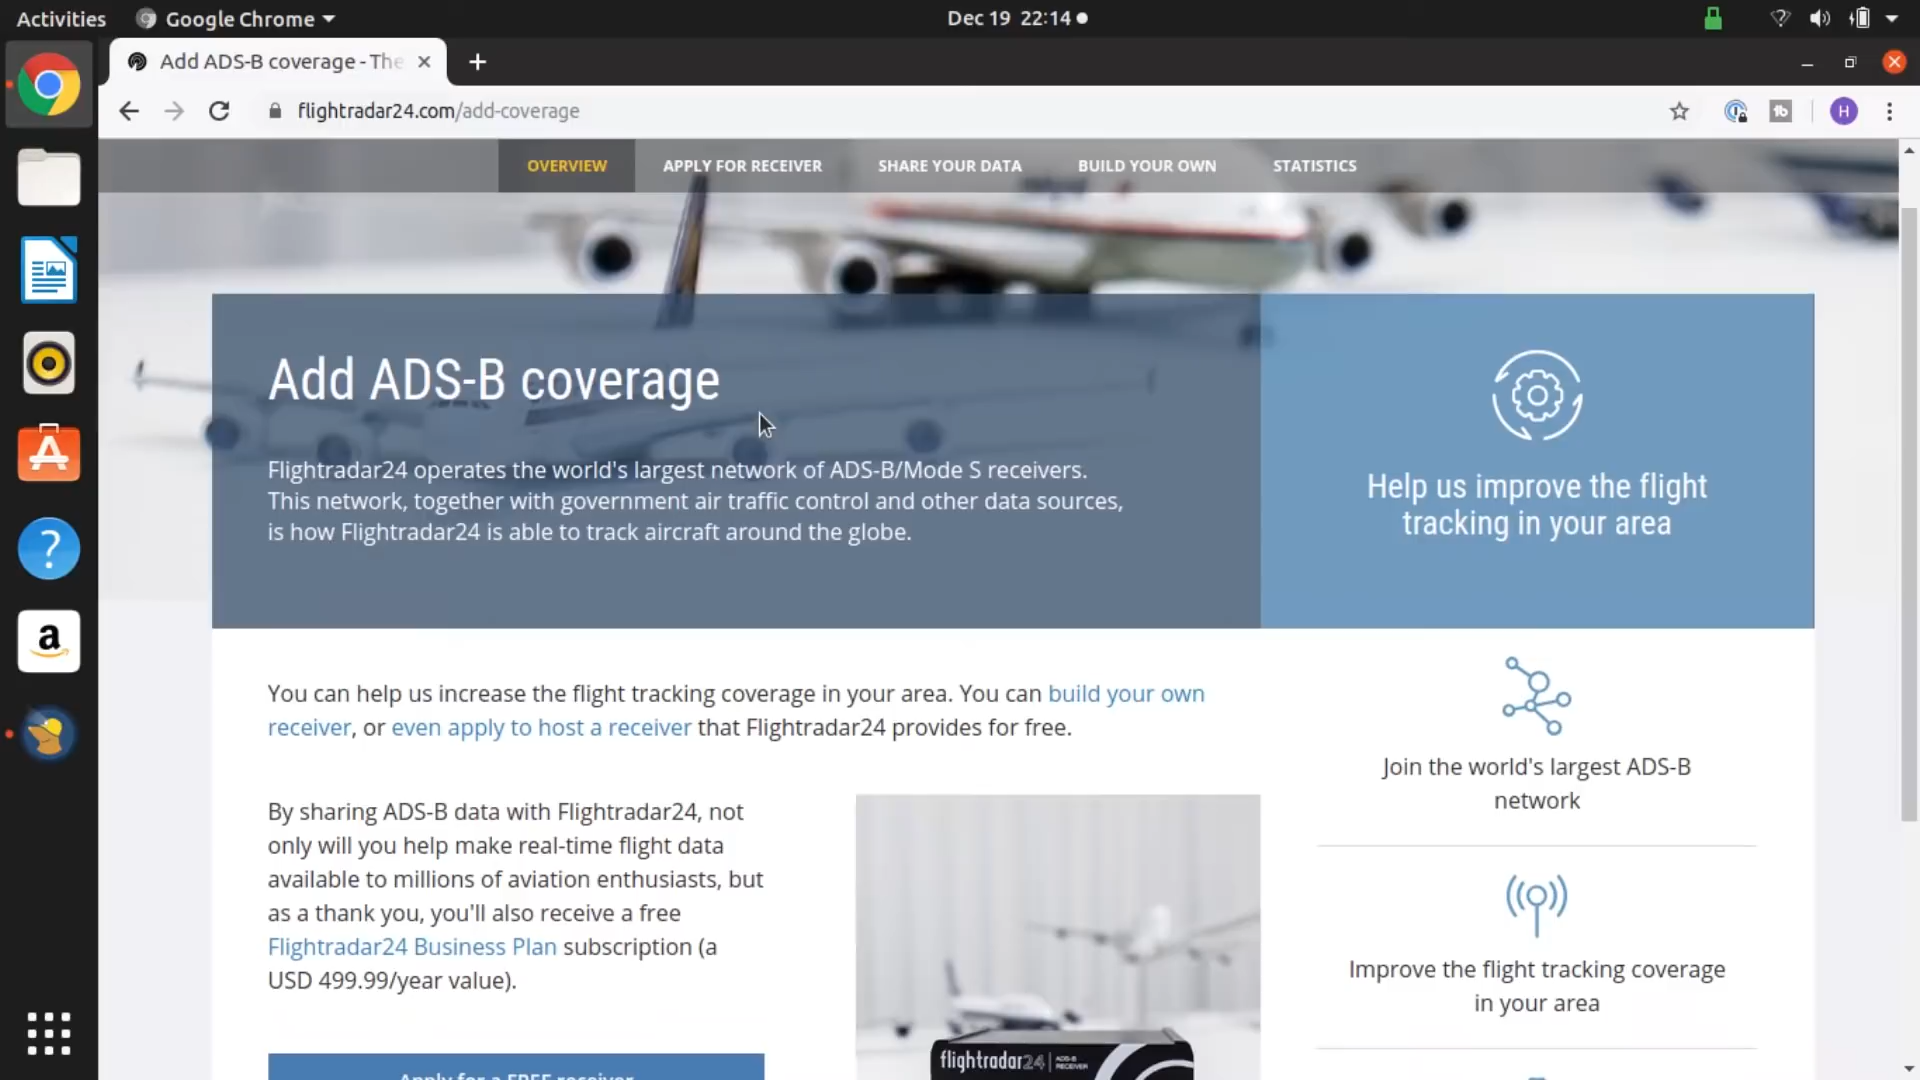 Activities
Google Chrome
Dec 19 22:14
Add ADS-B coverage - The
flightradar24.com/add-coverage
H
OVERVIEW
APPLY FOR RECEIVER
SHARE YOUR DATA
BUILD YOUR OWN
STATISTICS
Add ADS-B coverage
Flightradar24 operates the world's largest network of ADS-B/Mode S receivers.
This network, together with government air traffic control and other data sources,
is how Flightradar24 is able to track aircraft around the globe.
Help us improve the flight
tracking in your area
You can help us increase the flight tracking coverage in your area. You can build your own
receiver, or even apply to host a receiver that Flightradar24 provides for free.
By sharing ADS-B data with Flightradar24, not
only will you help make real-time flight data
available to millions of aviation enthusiasts, but
as a thank you, you'll also receive a free
Flightradar24 Business Plan subscription (a
USD 499.99/year value).
Apply for a FREE receiver
flightradar24
ADS-B
RECEIVER
Join the world's largest ADS-B
network
Improve the flight tracking coverage
in your area